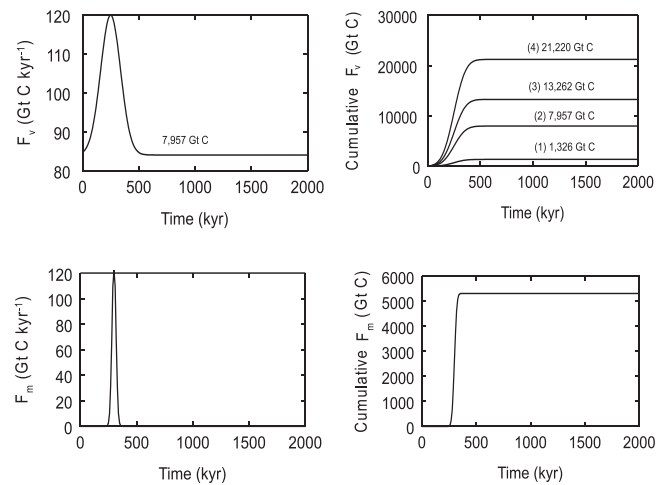 120
110
100
90
80
F_v (Gt C kyr⁻¹)
7,957 Gt C
0 500 1000 1500 2000
Time (kyr)
30000
20000
10000
0
Cumulative F_v (Gt C)
(4) 21,220 Gt C
(3) 13,262 Gt C
(2) 7,957 Gt C
(1) 1,326 Gt C
0 500 1000 1500 2000
Time (kyr)
120
100
80
60
40
20
0
F_m (Gt C kyr⁻¹)
0 500 1000 1500 2000
Time (kyr)
6000
5000
4000
3000
2000
1000
0
Cumulative F_m (Gt C)
0 500 1000 1500 2000
Time (kyr)